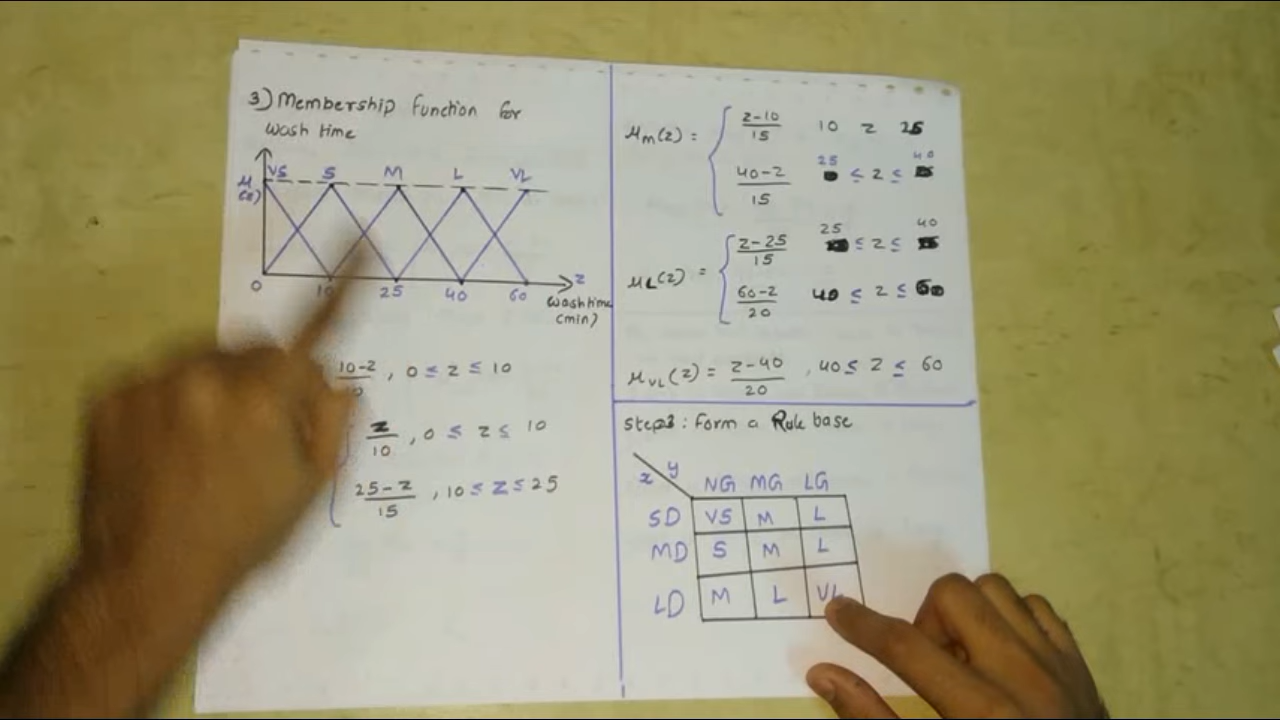 3) Membership function for
wash time
VS S M L VL
μ
(z)
0 25 40 60 z
wash time
(min)
10-z , 0 ≤ z ≤ 10
z/10 , 0 ≤ z ≤ 10
25-z/15 , 10 ≤ z ≤ 25
μM(z) = z-10/15 10 z 25
40-z/15 25 ≤ z ≤ 40
μL(z) = z-25/15 25 ≤ z ≤ 40
60-z/20 40 ≤ z ≤ 60
μVL(z) = z-40/20 , 40 ≤ z ≤ 60
Step3: Form a Rule base
x y NG MG LG
SD VS M L
MD S M L
LD M L VL